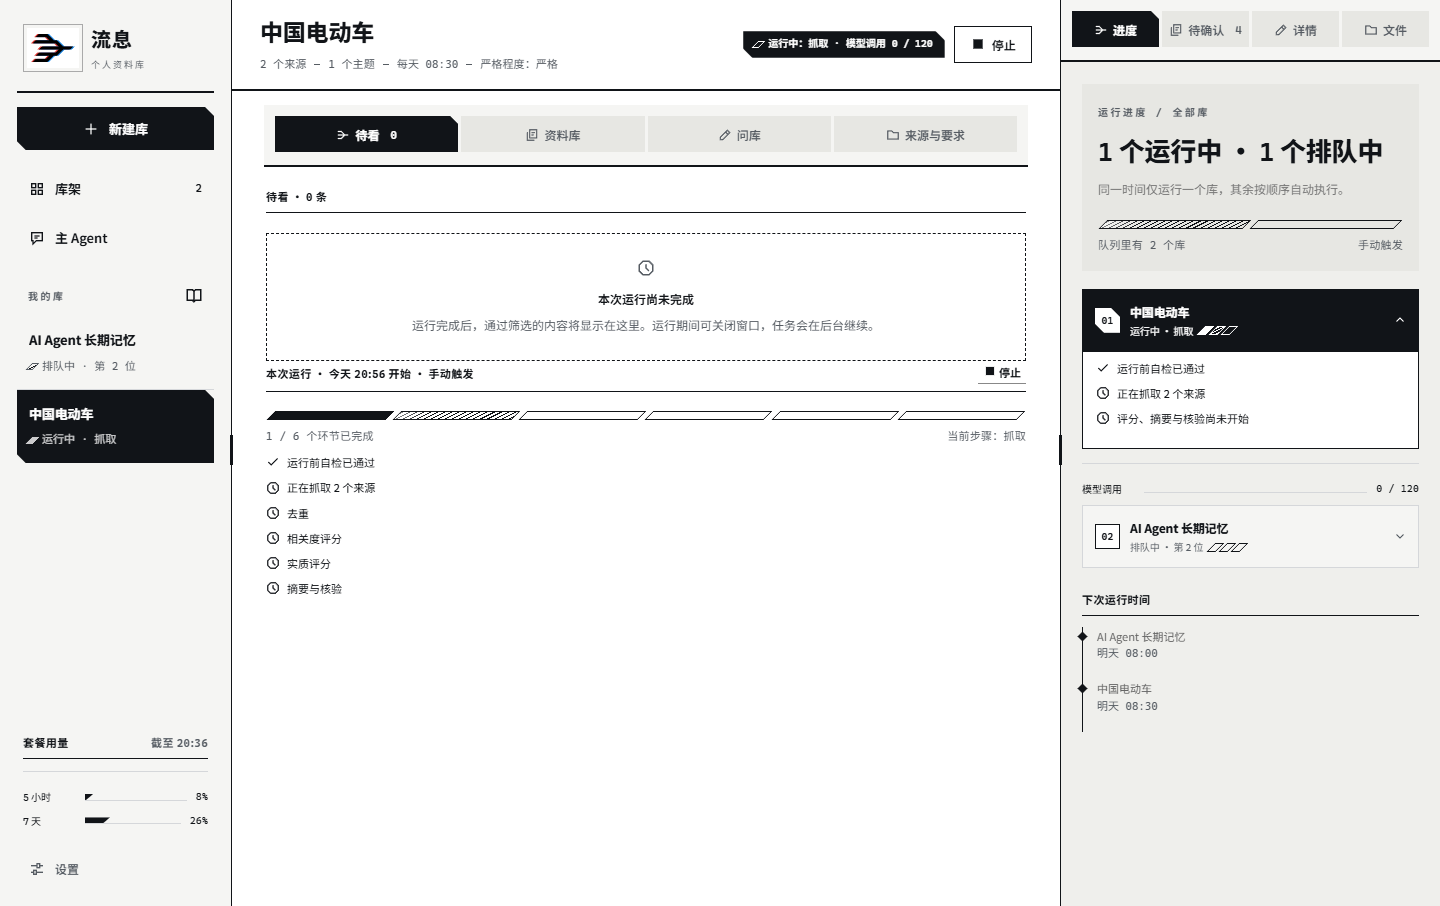 流息
个人资料库
新建库
库架 2
主 Agent
我的库
AI Agent 长期记忆
排队中 · 第 2 位
中国电动车
运行中 · 抓取
套餐用量 截至 20:36
5 小时 8%
7 天 26%
设置
中国电动车
2 个来源 — 1 个主题 — 每天 08:30 — 严格程度：严格
运行中：抓取 · 模型调用 0 / 120
停止
待看 0
资料库
问库
来源与要求
待看 · 0 条
本次运行尚未完成
运行完成后，通过筛选的内容将显示在这里。运行期间可关闭窗口，任务会在后台继续。
本次运行 · 今天 20:56 开始 · 手动触发 停止
1 / 6 个环节已完成 当前步骤：抓取
运行前自检已通过
正在抓取 2 个来源
去重
相关度评分
实质评分
摘要与核验
进度
待确认 4
详情
文件
运行进度 / 全部库
1 个运行中 · 1 个排队中
同一时间仅运行一个库，其余按顺序自动执行。
队列里有 2 个库 手动触发
01 中国电动车
运行中 · 抓取
运行前自检已通过
正在抓取 2 个来源
评分、摘要与核验尚未开始
模型调用 0 / 120
02 AI Agent 长期记忆
排队中 · 第 2 位
下次运行时间
AI Agent 长期记忆
明天 08:00
中国电动车
明天 08:30